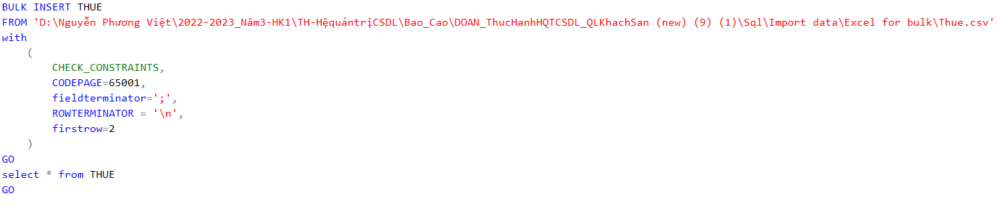 BULK INSERT THUE
FROM 'D:\Nguyễn Phương Việt\2022-2023_Năm3-HK1\TH-HệquảntrịCSDL\Bao_Cao\DOAN_ThucHanhHQTCSDL_QLKhachSan (new) (9) (1)\Sql\Import data\Excel for bulk\Thue.csv'
with
    (
        CHECK_CONSTRAINTS,
        CODEPAGE=65001,
        fieldterminator=';',
        ROWTERMINATOR = '\n',
        firstrow=2
    )
GO
select * from THUE
GO